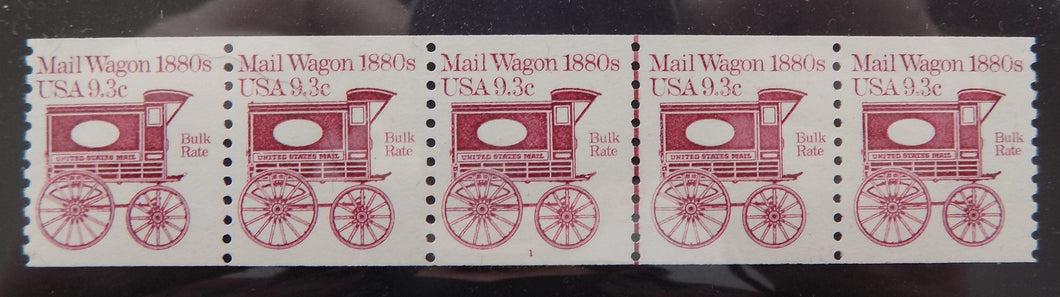 Mail Wagon 1880s
USA 9.3c
Bulk
Rate
UNITED STATES MAIL
Mail Wagon 1880s
USA 9.3c
Bulk
Rate
UNITED STATES MAIL
Mail Wagon 1880s
USA 9.3c
Bulk
Rate
UNITED STATES MAIL
1
Mail Wagon 1880s
USA 9.3c
Bulk
Rate
UNITED STATES MAIL
Mail Wagon 1880s
USA 9.3c
Bulk
Rate
UNITED STATES MAIL